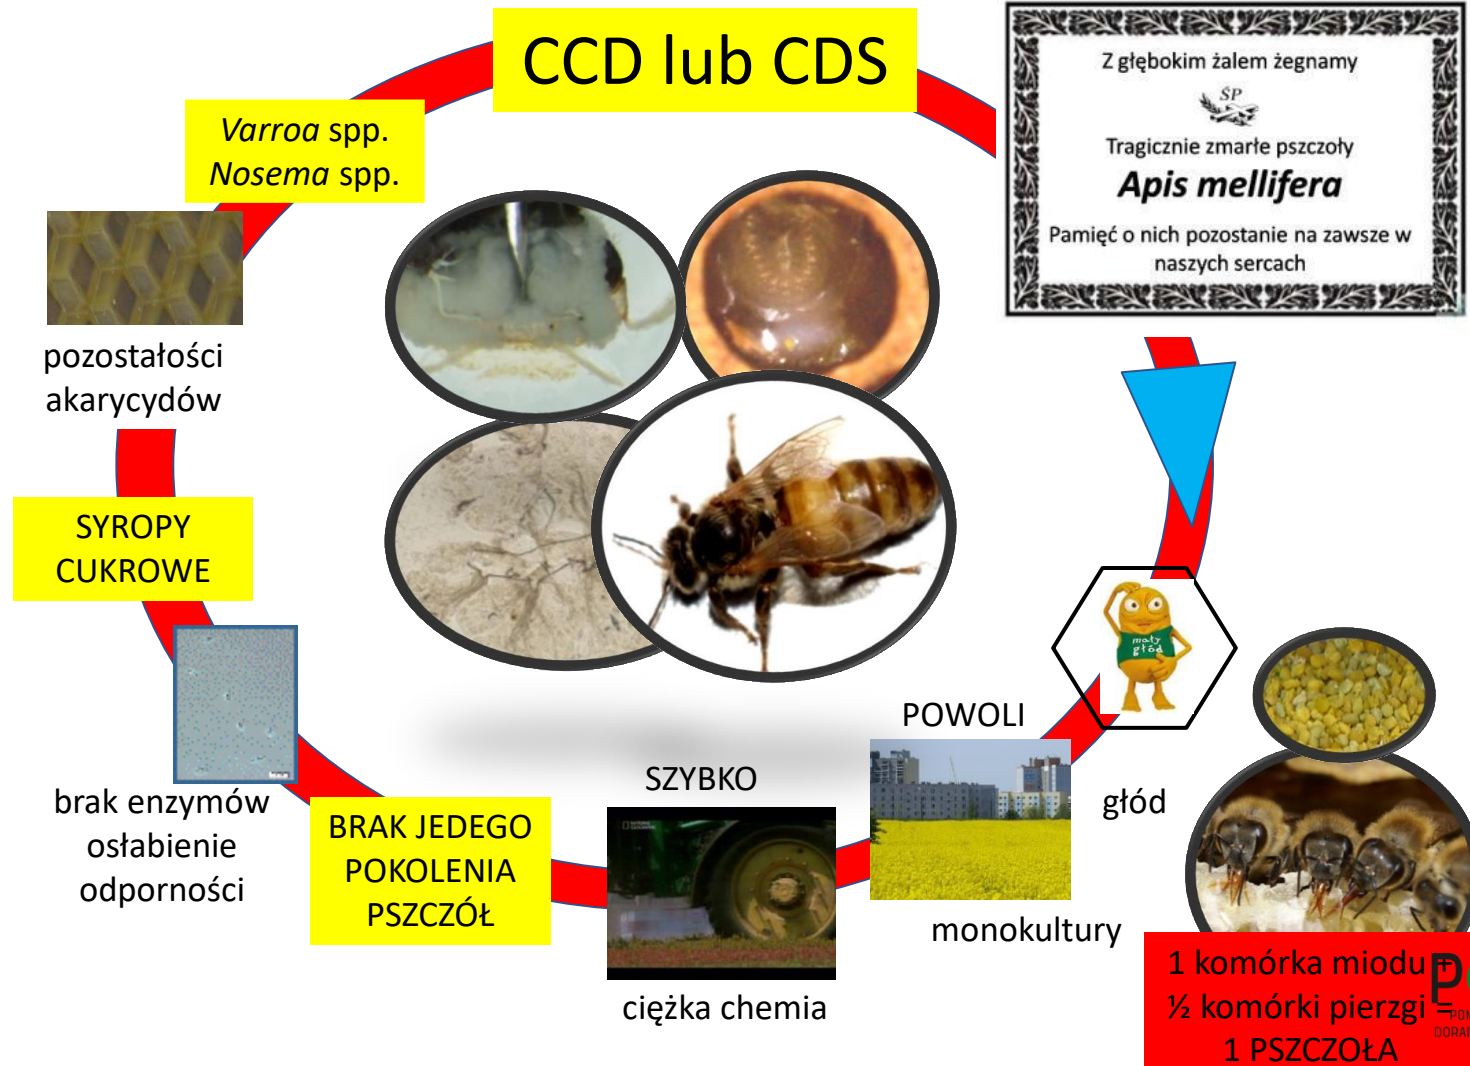 CCD lub CDS
Z głębokim żalem żegnamy
ŚP
Tragicznie zmarłe pszczoły
Apis mellifera
Pamięć o nich pozostanie na zawsze w
naszych sercach
Varroa spp.
Nosema spp.
pozostałości
akarycydów
SYROPY
CUKROWE
brak enzymów
osłabienie
odporności
BRAK JEDEGO
POKOLENIA
PSZCZÓŁ
SZYBKO
NATIONAL
GEOGRAPHIC
ciężka chemia
POWOLI
monokultury
mały
głód
głód
1 komórka miodu +
½ komórki pierzgi =
1 PSZCZOŁA